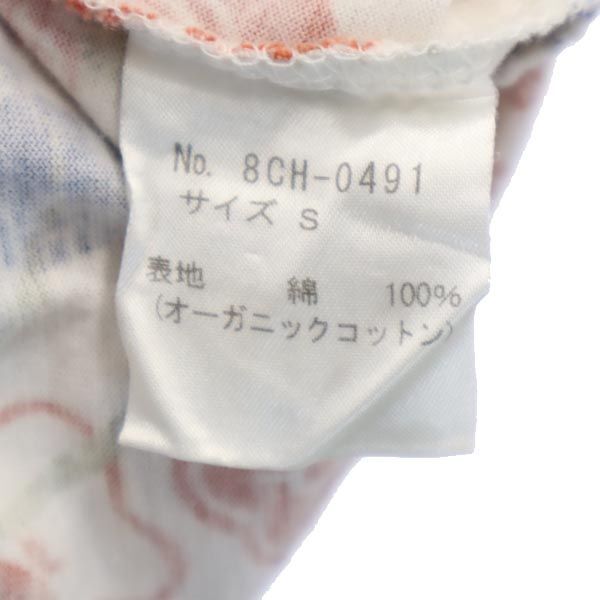 No. 8CH-0491
サイズ S
表地 綿 100%
(オーガニックコットン)